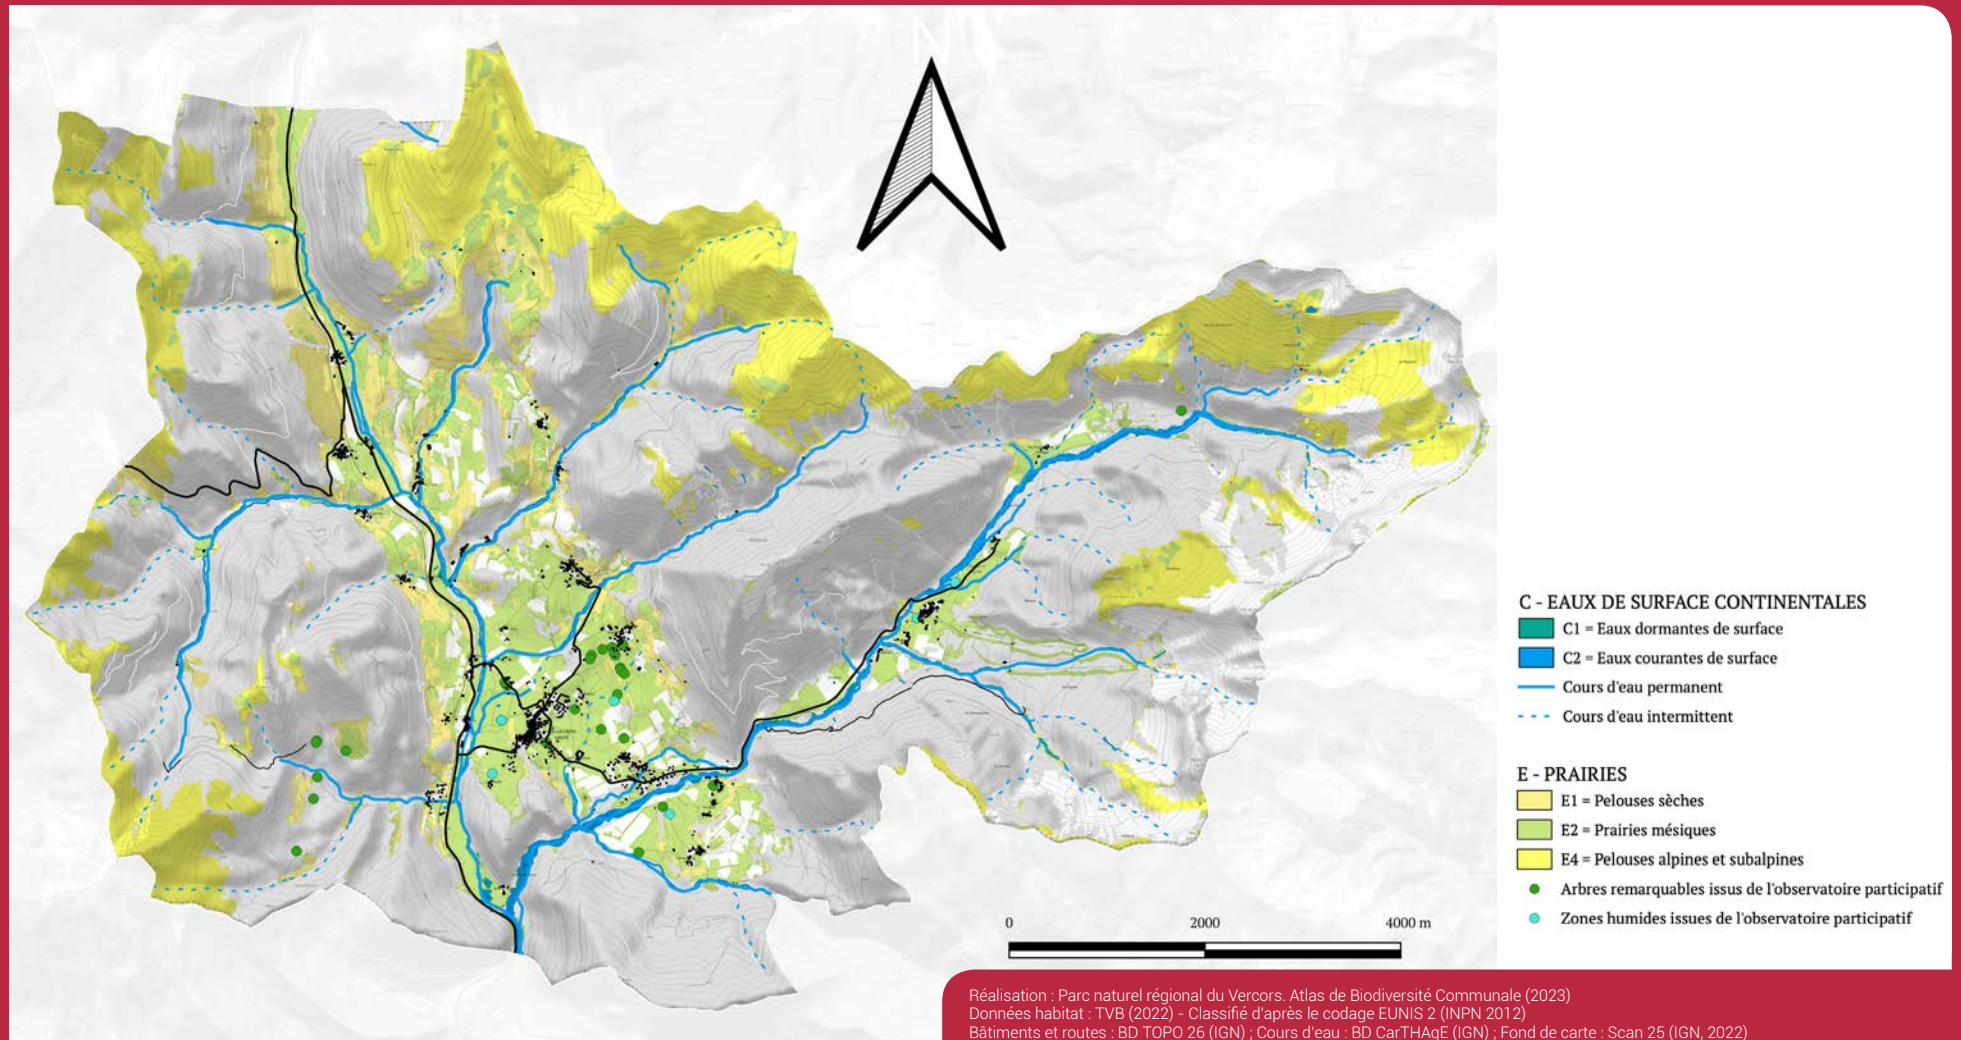 N
C - EAUX DE SURFACE CONTINENTALES
C1 = Eaux dormantes de surface
C2 = Eaux courantes de surface
Cours d'eau permanent
Cours d'eau intermittent
E - PRAIRIES
E1 = Pelouses sèches
E2 = Prairies mésiques
E4 = Pelouses alpines et subalpines
Arbres remarquables issus de l'observatoire participatif
Zones humides issues de l'observatoire participatif
0 2000 4000 m
Réalisation : Parc naturel régional du Vercors. Atlas de Biodiversité Communale (2023)
Données habitat : TVB (2022) - Classifié d'après le codage EUNIS 2 (INPN 2012)
Bâtiments et routes : BD TOPO 26 (IGN) ; Cours d'eau : BD CarTHAgE (IGN) ; Fond de carte : Scan 25 (IGN, 2022)